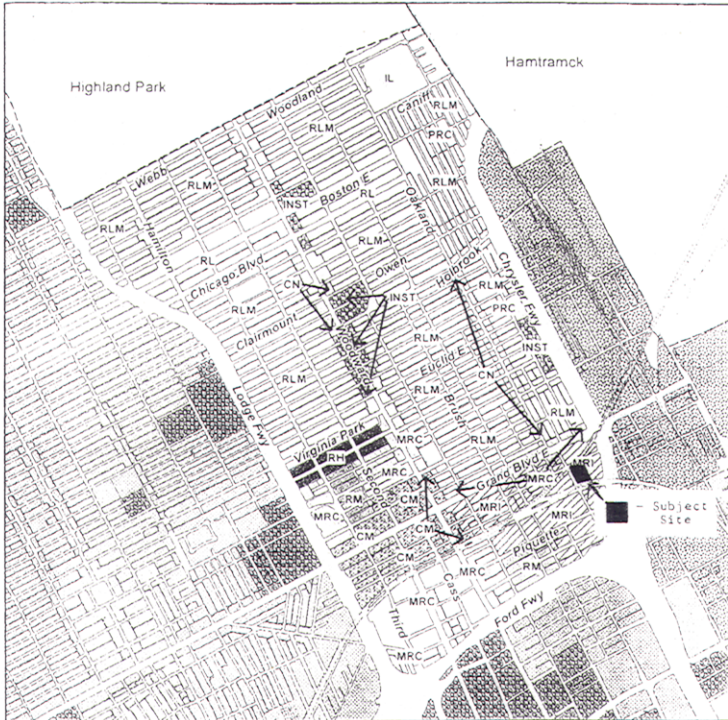 Highland Park
Hamtramck
IL
Woodland
Caniff
RLM
RLM
PRC
Webb
RLM
INST
Boston E.
RL
Oakland
RLM
RLM
Hamilton
RL
Chicago Blvd
RLM
Owen
Holbrook
Chrysler Fwy
CN
INST
RLM
PRC
RLM
Clairmount
Woodward
RLM
Euclid E.
INST
CN
RLM
RLM
Brush
RLM
Lodge Fwy
Virginia Park
MRC
RLM
RH
Second
MRC
Grand Blvd E.
MRC
MRI
RM
CM
MRI
MRC
CM
MRI
- Subject
Site
CM
CM
Piquette
Cass
MRC
RM
Third
MRC
Ford Fwy
MRC